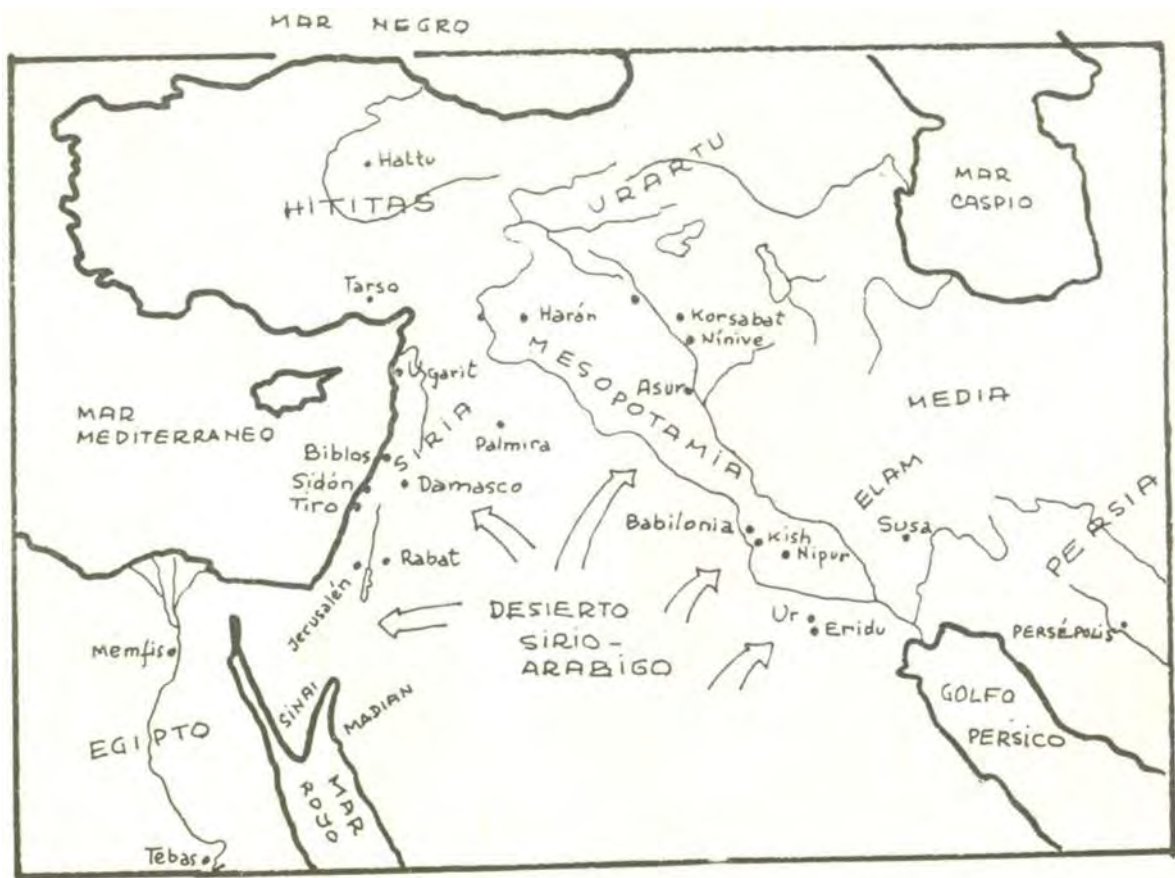 MAR NEGRO
Hattu
HITITAS
URARTU
MAR
CASPIO
Tarso
Harán
Korsabat
Nínive
MESOPOTAMIA
Ugarit
Asur
MEDIA
MAR
MEDITERRANEO
SIRIA
Palmira
Biblos
Sidón
Damasco
Tiro
ELAM
Babilonia
Kish
Nipur
Susa
PERSIA
Rabat
Jerusalén
DESIERTO
SIRIO-
ARABIGO
Ur
Eridu
PERSÉPOLIS
Memfis
SINAI
MADIAN
GOLFO
PERSICO
EGIPTO
MAR
ROYO
Tebas